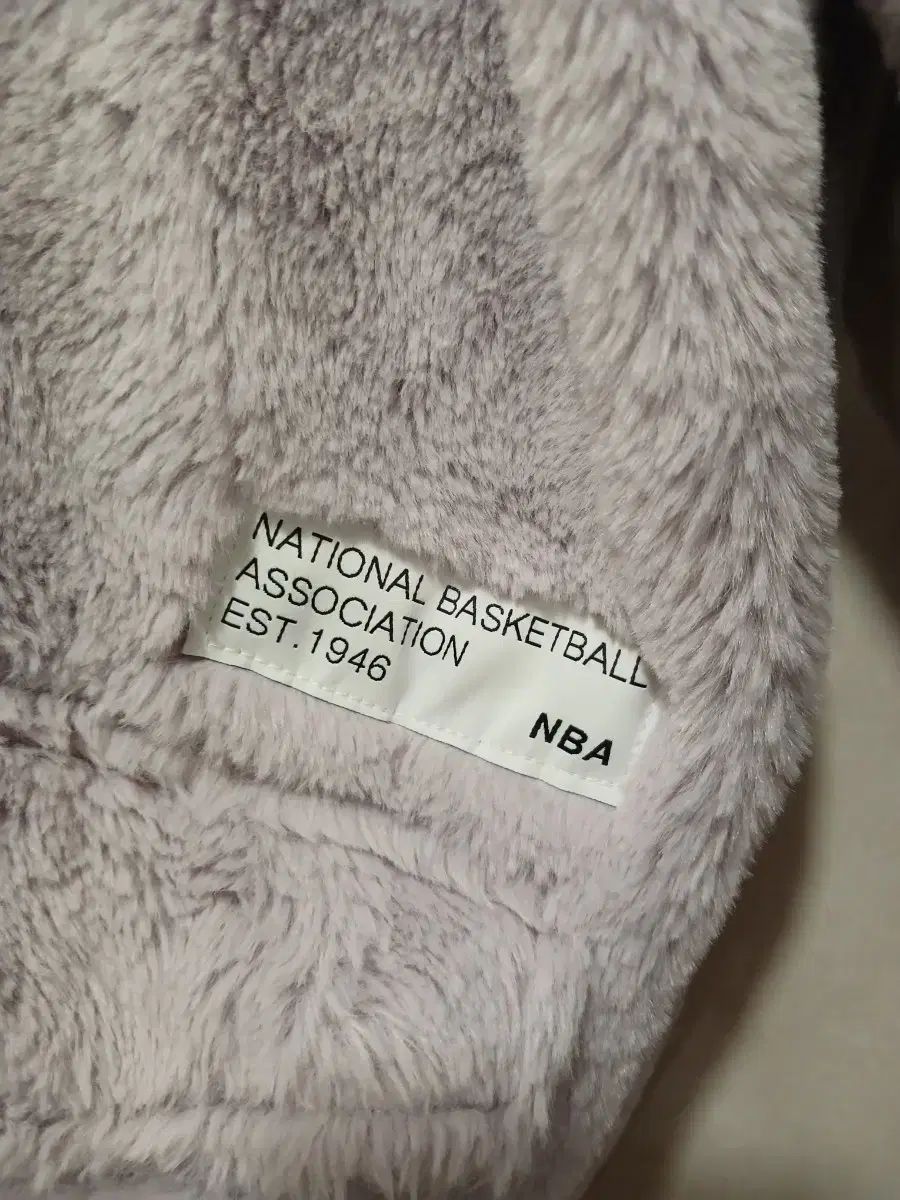 NATIONAL BASKETBALL
ASSOCIATION
EST.1946
NBA